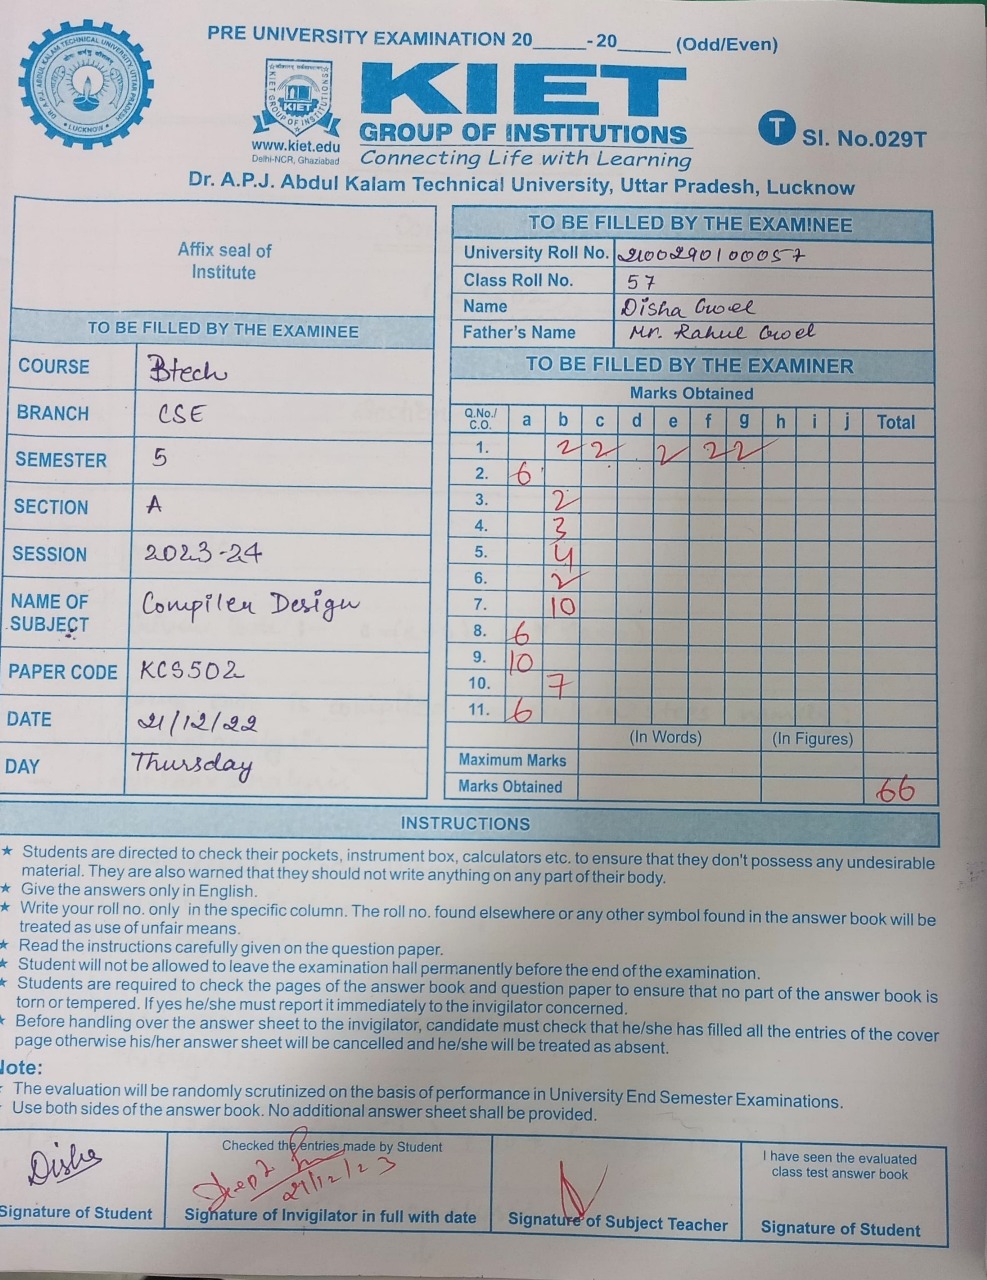 PRE UNIVERSITY EXAMINATION 20_____-20_____ (Odd/Even)
KIET
www.kiet.edu
Delhi-NCR, Ghaziabad
KIET
GROUP OF INSTITUTIONS
Connecting Life with Learning
T Sl. No.029T
Dr. A.P.J. Abdul Kalam Technical University, Uttar Pradesh, Lucknow
Affix seal of
Institute
TO BE FILLED BY THE EXAMINEE
COURSE Btech
BRANCH CSE
SEMESTER 5
SECTION A
SESSION 2023-24
NAME OF
SUBJECT Compiler Design
PAPER CODE KCS502
DATE 21/12/22
DAY Thursday
TO BE FILLED BY THE EXAMINEE
University Roll No. 2100290100057
Class Roll No. 57
Name Disha Goel
Father's Name Mr. Rahul Goel
TO BE FILLED BY THE EXAMINER
Marks Obtained
Q.No./
C.O. a b c d e f g h i j Total
1. 2 2 2 2 2
2. 6
3. 2
4. 3
5. 4
6. 2
7. 10
8. 6
9. 10
10. 7
11. 6
(In Words) (In Figures)
Maximum Marks
Marks Obtained 66
INSTRUCTIONS
★ Students are directed to check their pockets, instrument box, calculators etc. to ensure that they don't possess any undesirable
material. They are also warned that they should not write anything on any part of their body.
★ Give the answers only in English.
★ Write your roll no. only in the specific column. The roll no. found elsewhere or any other symbol found in the answer book will be
treated as use of unfair means.
★ Read the instructions carefully given on the question paper.
★ Student will not be allowed to leave the examination hall permanently before the end of the examination.
★ Students are required to check the pages of the answer book and question paper to ensure that no part of the answer book is
torn or tempered. If yes he/she must report it immediately to the invigilator concerned.
★ Before handling over the answer sheet to the invigilator, candidate must check that he/she has filled all the entries of the cover
page otherwise his/her answer sheet will be cancelled and he/she will be treated as absent.
Note:
The evaluation will be randomly scrutinized on the basis of performance in University End Semester Examinations.
Use both sides of the answer book. No additional answer sheet shall be provided.
Disha
Signature of Student
Checked the entries made by Student
21/12/23
Signature of Invigilator in full with date
Signature of Subject Teacher
I have seen the evaluated
class test answer book
Signature of Student